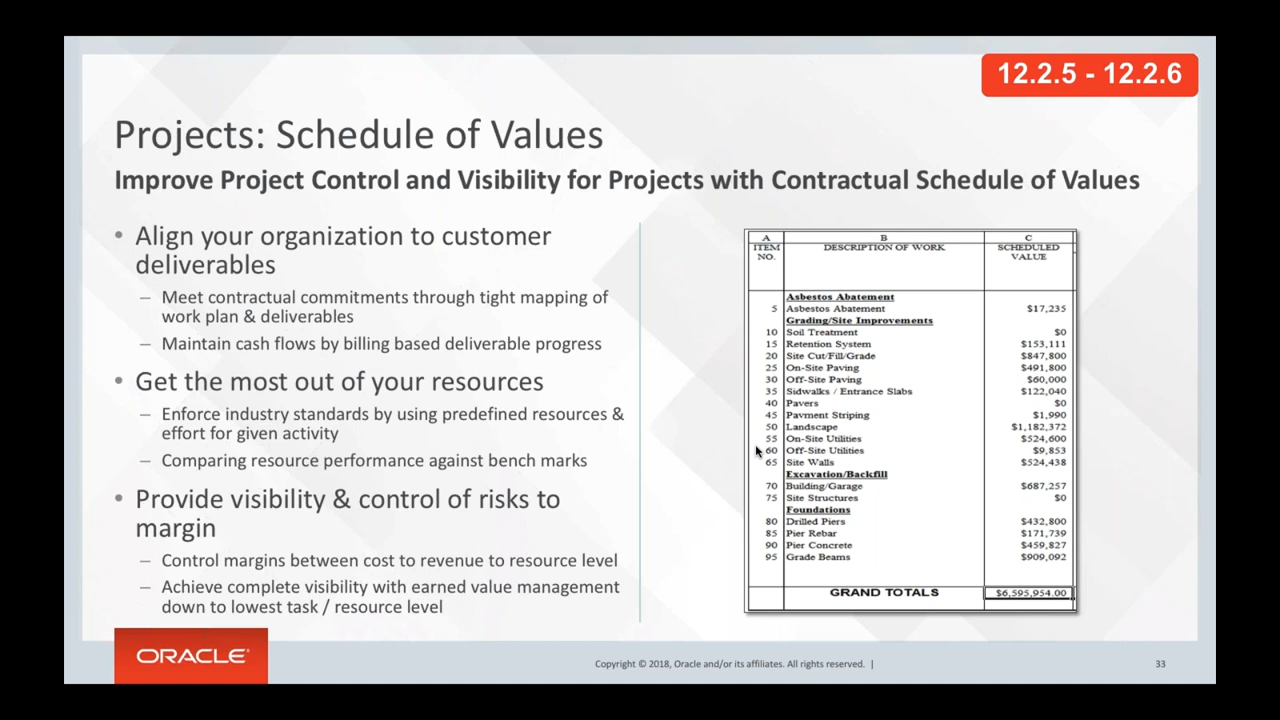 12.2.5 - 12.2.6
Projects: Schedule of Values
Improve Project Control and Visibility for Projects with Contractual Schedule of Values
• Align your organization to customer
deliverables
– Meet contractual commitments through tight mapping of
work plan & deliverables
– Maintain cash flows by billing based deliverable progress
• Get the most out of your resources
– Enforce industry standards by using predefined resources &
effort for given activity
– Comparing resource performance against bench marks
• Provide visibility & control of risks to
margin
– Control margins between cost to revenue to resource level
– Achieve complete visibility with earned value management
down to lowest task / resource level
A B C
ITEM DESCRIPTION OF WORK SCHEDULED
NO. VALUE
Asbestos Abatement
5 Asbestos Abatement $17,235
Grading/Site Improvements
10 Soil Treatment $0
15 Retention System $153,111
20 Site Cut/Fill/Grade $847,800
25 On-Site Paving $491,800
30 Off-Site Paving $60,000
35 Sidwalks / Entrance Slabs $122,040
40 Pavers $0
45 Pavment Striping $1,990
50 Landscape $1,182,372
55 On-Site Utilities $524,600
60 Off-Site Utilities $9,853
65 Site Walls $524,438
Excavation/Backfill
70 Building/Garage $687,257
75 Site Structures $0
Foundations
80 Drilled Piers $432,800
85 Pier Rebar $171,739
90 Pier Concrete $459,827
95 Grade Beams $909,092
GRAND TOTALS $6,595,954.00
ORACLE®
Copyright © 2018, Oracle and/or its affiliates. All rights reserved. |
33